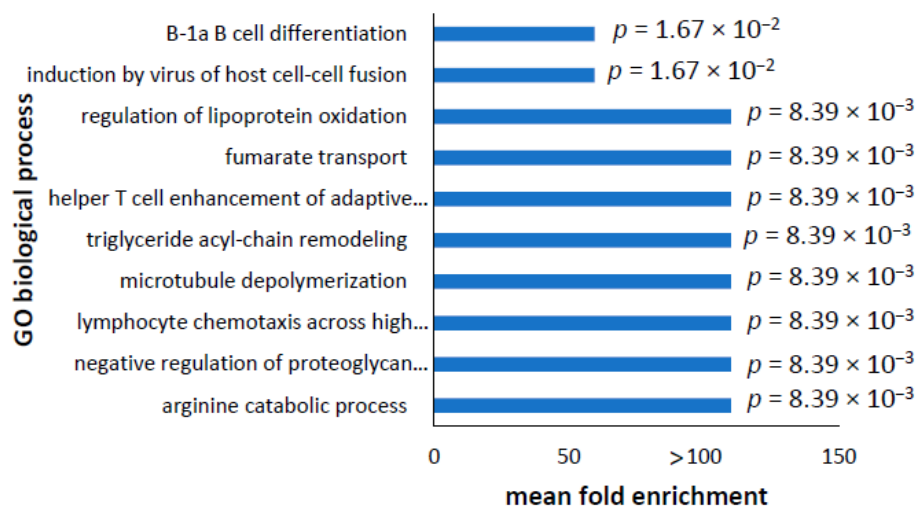 B-1a B cell differentiation p = 1.67 × 10⁻²
induction by virus of host cell-cell fusion p = 1.67 × 10⁻²
regulation of lipoprotein oxidation p = 8.39 × 10⁻³
fumarate transport p = 8.39 × 10⁻³
helper T cell enhancement of adaptive... p = 8.39 × 10⁻³
triglyceride acyl-chain remodeling p = 8.39 × 10⁻³
microtubule depolymerization p = 8.39 × 10⁻³
lymphocyte chemotaxis across high... p = 8.39 × 10⁻³
negative regulation of proteoglycan... p = 8.39 × 10⁻³
arginine catabolic process p = 8.39 × 10⁻³
GO biological process
0 50 >100 150
mean fold enrichment